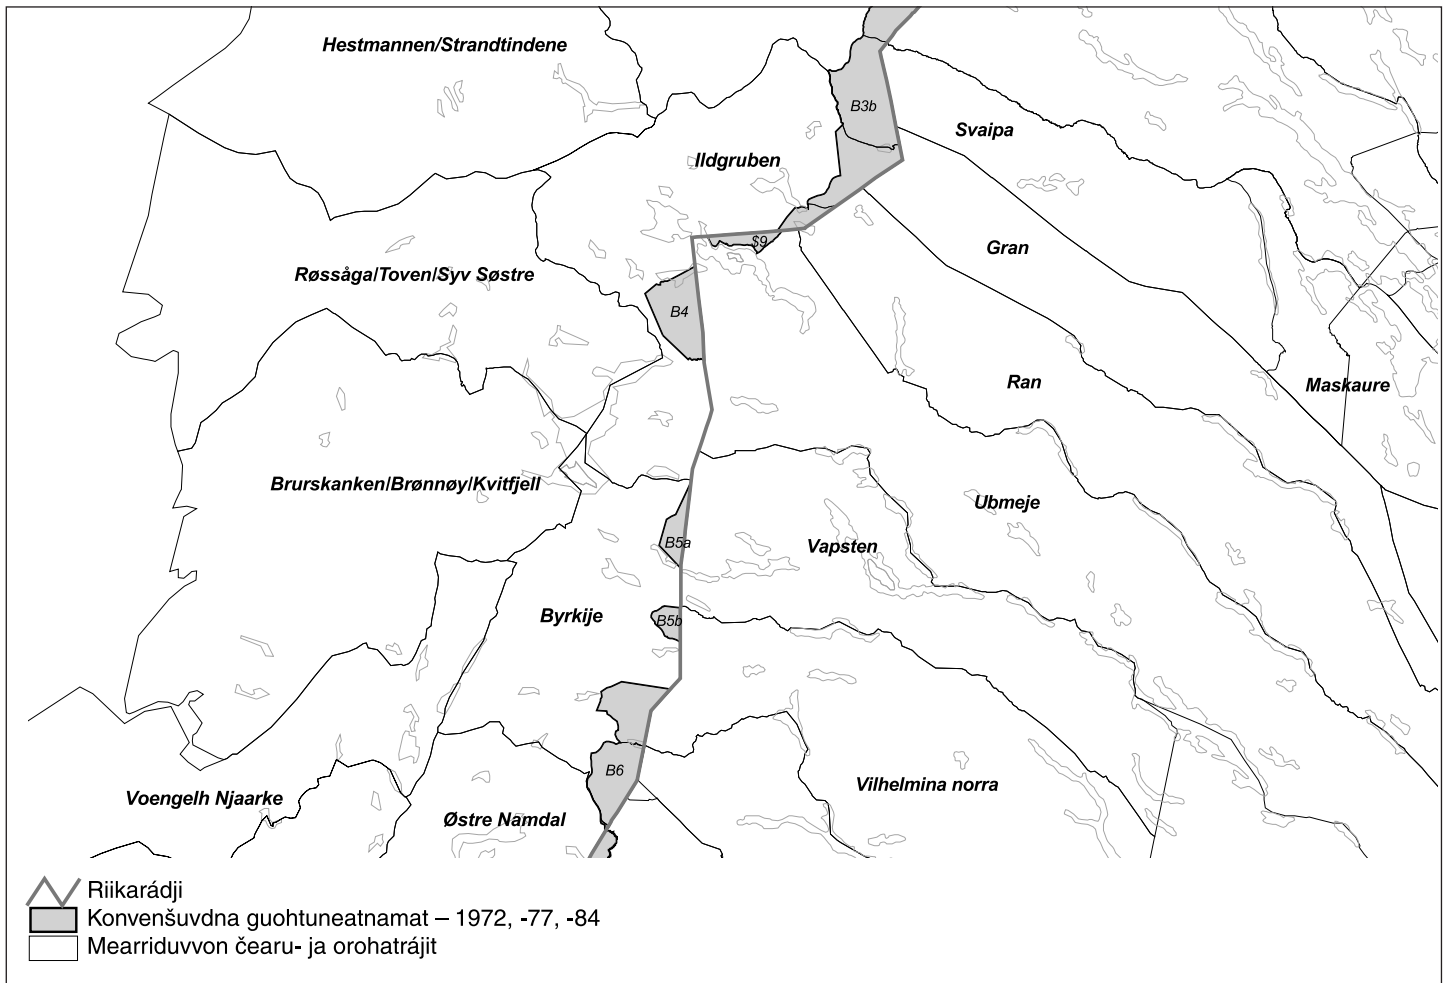 Hestmannen/Strandtindene
B3b
Svaipa
Ildgruben
S9
Gran
Røssåga/Toven/Syv Søstre
B4
Ran
Maskaure
Brurskanken/Brønnøy/Kvitfjell
Ubmeje
B5a
Vapsten
Byrkije
B5b
B6
Vilhelmina norra
Voengelh Njaarke
Østre Namdal
Riikarádji
Konvenšuvdna guohtuneatnamat – 1972, -77, -84
Mearriduvvon čearu- ja orohatrájit